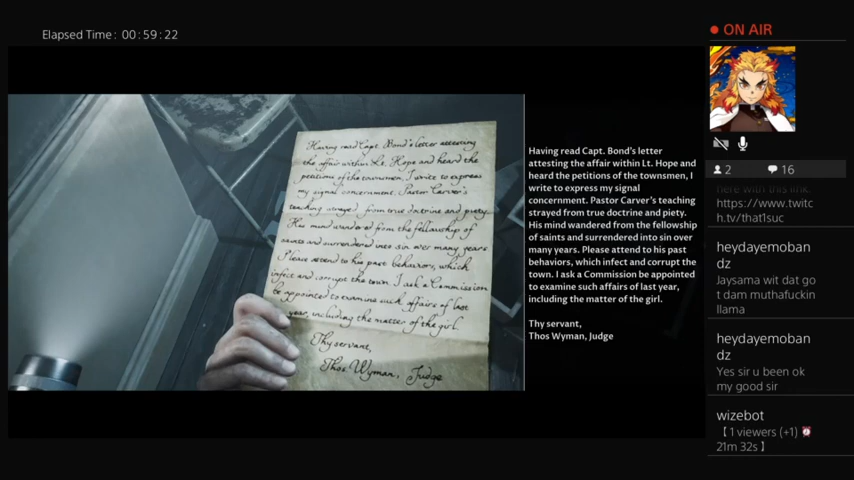 Elapsed Time: 00:59:22
ON AIR
Having read Capt. Bond's letter attesting
the affair within Lt. Hope and heard the
petitions of the townsmen, I write to express
my signal concernment. Pastor Carver's
teaching strayed from true doctrine and piety.
His mind wandered from the fellowship of
saints and surrendered into sin over many years
Please attend to his past behaviors, which
infect and corrupt the town. I ask a Commission
be appointed to examine such affairs of last
year, including the matter of the girl.
Thy servant,
Thos Wyman, Judge
Having read Capt. Bond's letter
attesting the affair within Lt. Hope and
heard the petitions of the townsmen, I
write to express my signal
concernment. Pastor Carver's teaching
strayed from true doctrine and piety.
His mind wandered from the fellowship
of saints and surrendered into sin over
many years. Please attend to his past
behaviors, which infect and corrupt the
town. I ask a Commission be appointed
to examine such affairs of last year,
including the matter of the girl.
Thy servant,
Thos Wyman, Judge
2
16
here with this link:
https://www.twitc
h.tv/that1suc
heydayemoban
dz
Jaysama wit dat go
t dam muthafuckin
llama
heydayemoban
dz
Yes sir u been ok
my good sir
wizebot
【 1 viewers (+1) ⏰
21m 32s 】